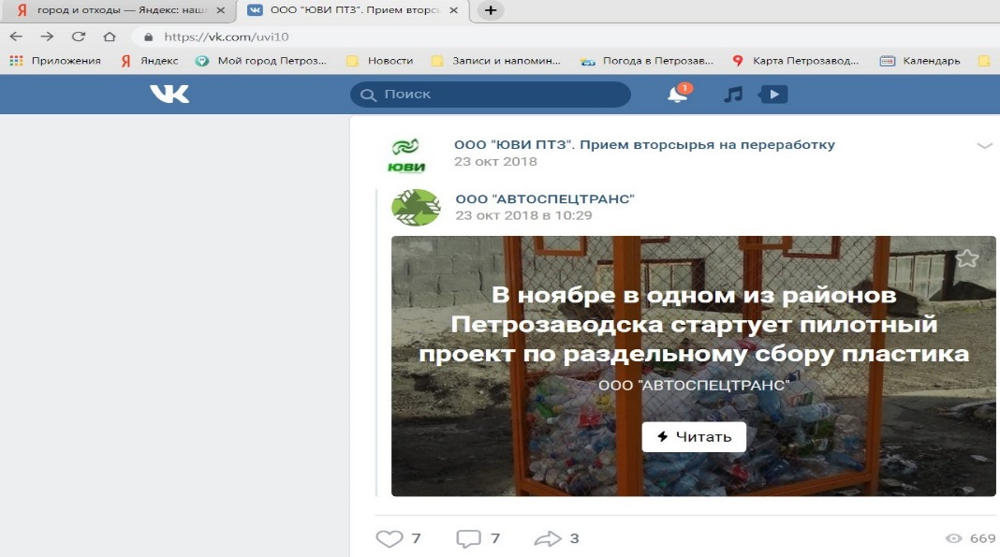 Я город и отходы — Яндекс: наш
ООО "ЮВИ ПТЗ". Прием вторс
https://vk.com/uvi10
Приложения
Я Яндекс
Мой город Петроз...
Новости
Записи и напомин...
Погода в Петрозав...
Карта Петрозавод...
Календарь
Поиск
1
ЮВИ
ООО "ЮВИ ПТЗ". Прием вторсырья на переработку
23 окт 2018
ООО "АВТОСПЕЦТРАНС"
23 окт 2018 в 10:29
В ноябре в одном из районов
Петрозаводска стартует пилотный
проект по раздельному сбору пластика
ООО "АВТОСПЕЦТРАНС"
Читать
7
7
3
669